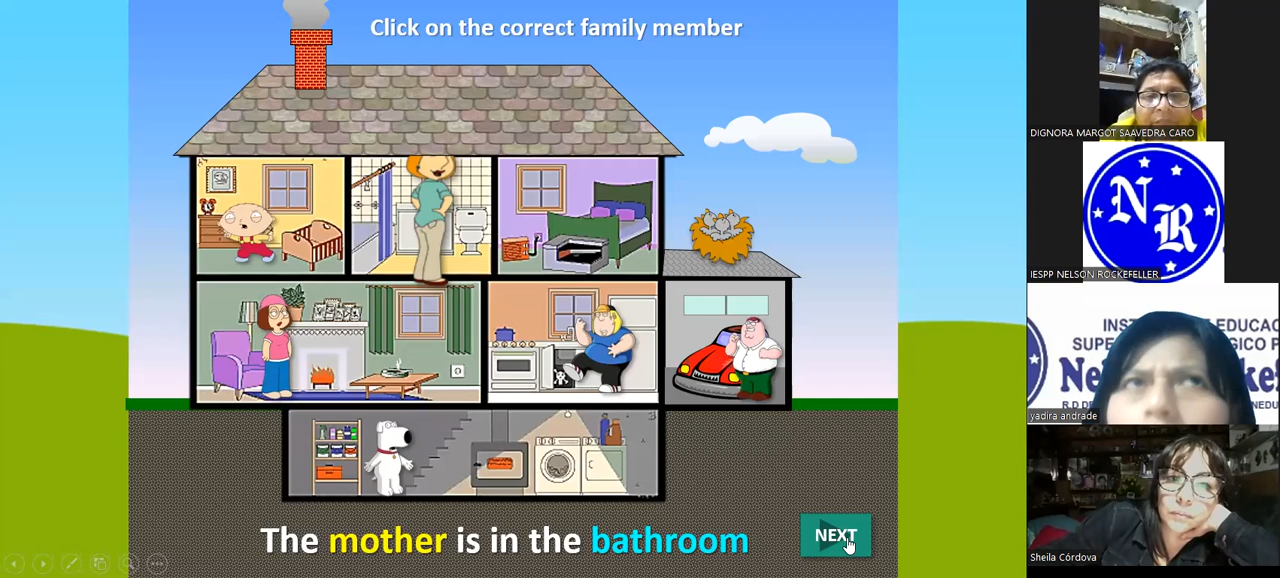 Click on the correct family member
The mother is in the bathroom
NEXT
DIGNORA MARGOT SAAVEDRA CARO
NR
IESPP NELSON ROCKEFELLER
yadira andrade
Sheila Córdova